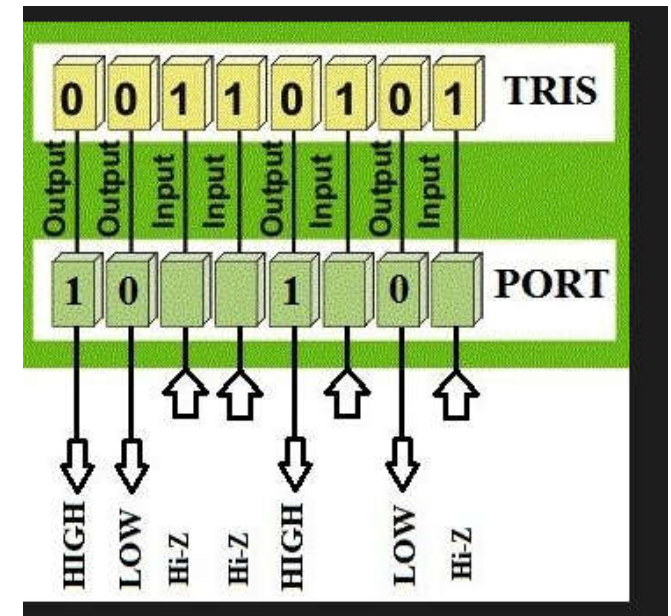 0 0 1 1 0 1 0 1 TRIS
Output Output Input Input Output Input Output Input
1 0 1 0 PORT
HIGH LOW Hi-Z Hi-Z HIGH LOW Hi-Z